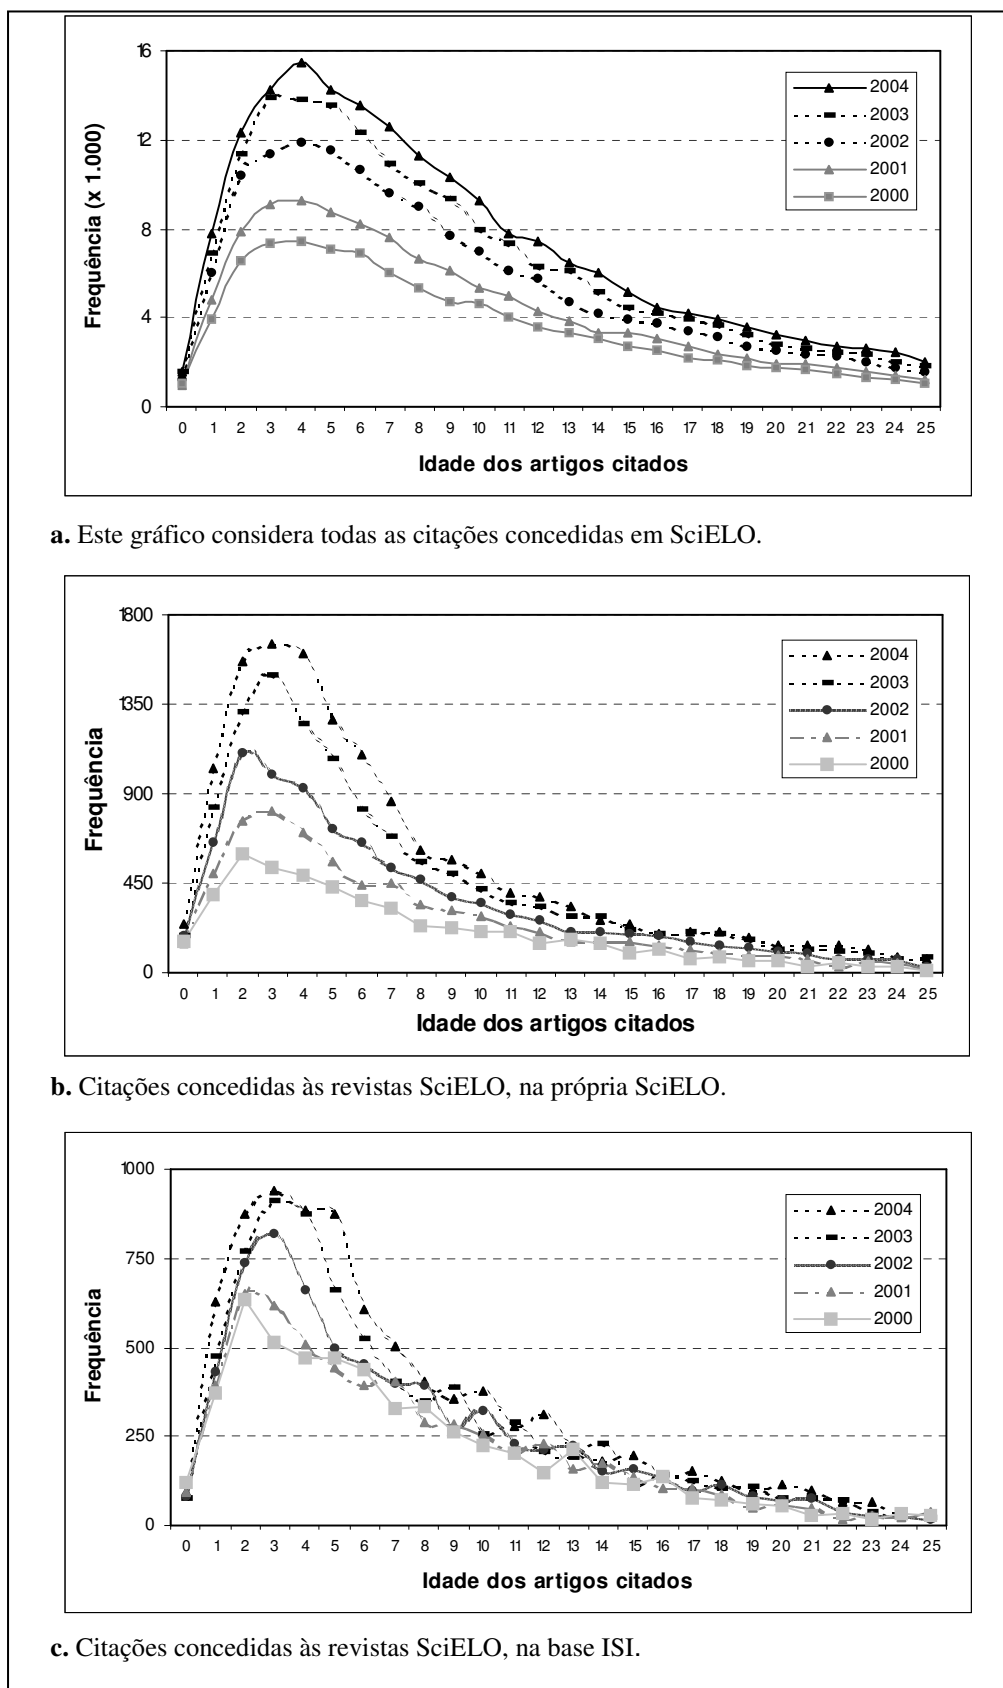 16
12
8
4
0
Frequência (x 1.000)
2004
2003
2002
2001
2000
0 1 2 3 4 5 6 7 8 9 10 11 12 13 14 15 16 17 18 19 20 21 22 23 24 25
Idade dos artigos citados
a. Este gráfico considera todas as citações concedidas em SciELO.
1800
1350
900
450
0
Frequência
2004
2003
2002
2001
2000
0 1 2 3 4 5 6 7 8 9 10 11 12 13 14 15 16 17 18 19 20 21 22 23 24 25
Idade dos artigos citados
b. Citações concedidas às revistas SciELO, na própria SciELO.
1000
750
500
250
0
Frequência
2004
2003
2002
2001
2000
0 1 2 3 4 5 6 7 8 9 10 11 12 13 14 15 16 17 18 19 20 21 22 23 24 25
Idade dos artigos citados
c. Citações concedidas às revistas SciELO, na base ISI.